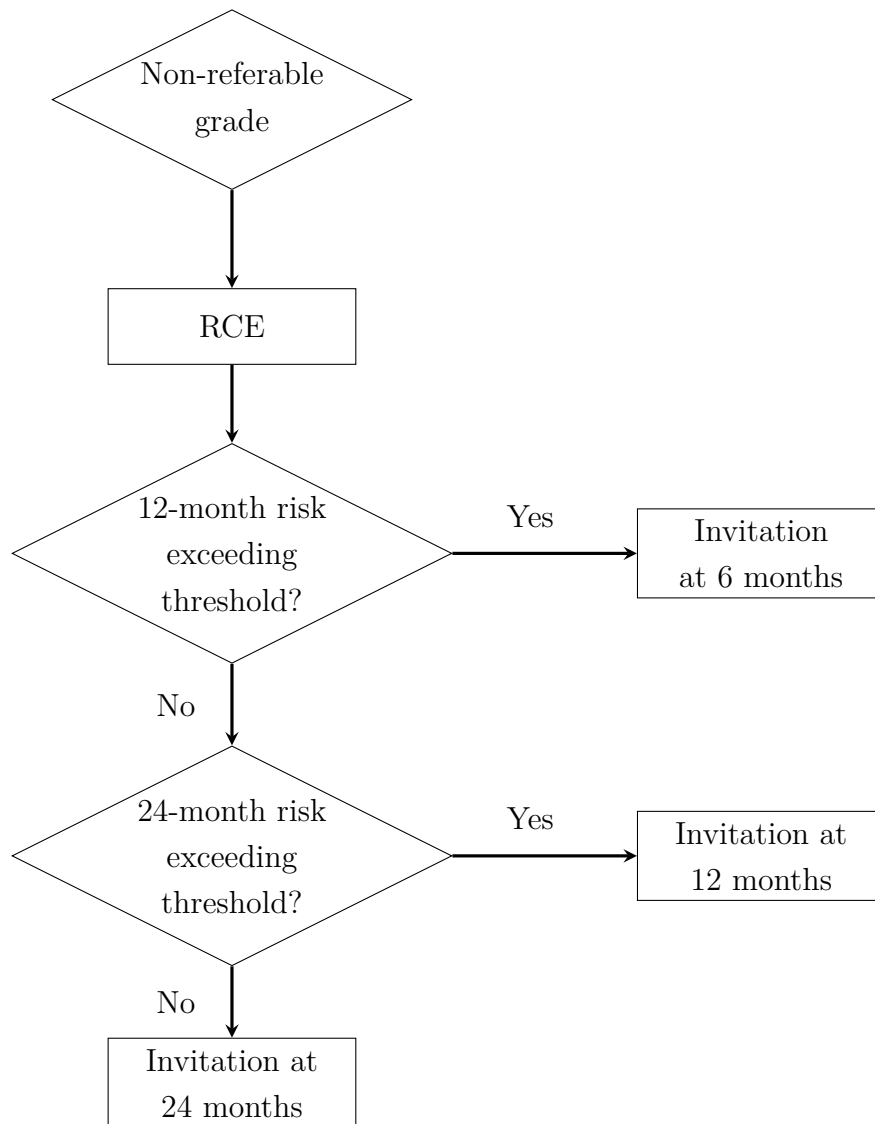 Non-referable
grade
RCE
12-month risk
exceeding
threshold?
Yes
Invitation
at 6 months
No
24-month risk
exceeding
threshold?
Yes
Invitation at
12 months
No
Invitation at
24 months